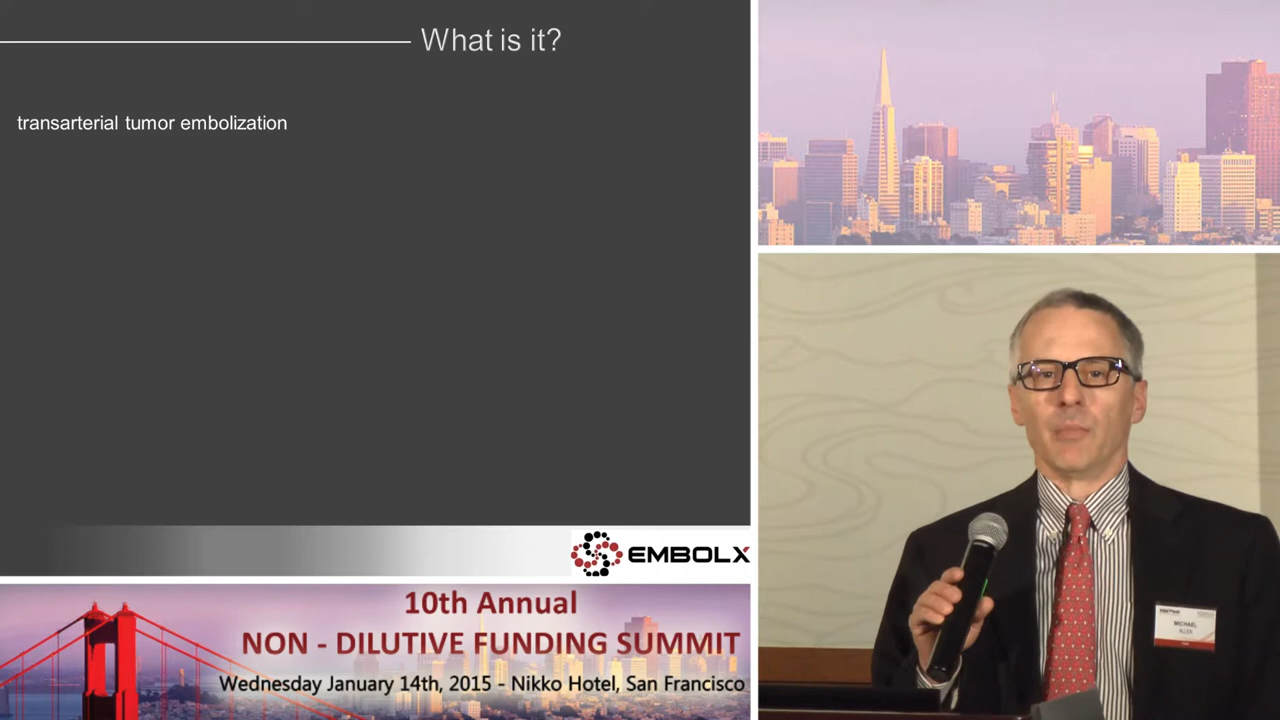 What is it?
transarterial tumor embolization
EMBOLX
10th Annual
NON - DILUTIVE FUNDING SUMMIT
Wednesday January 14th, 2015 - Nikko Hotel, San Francisco
MICHAEL
ALLEN